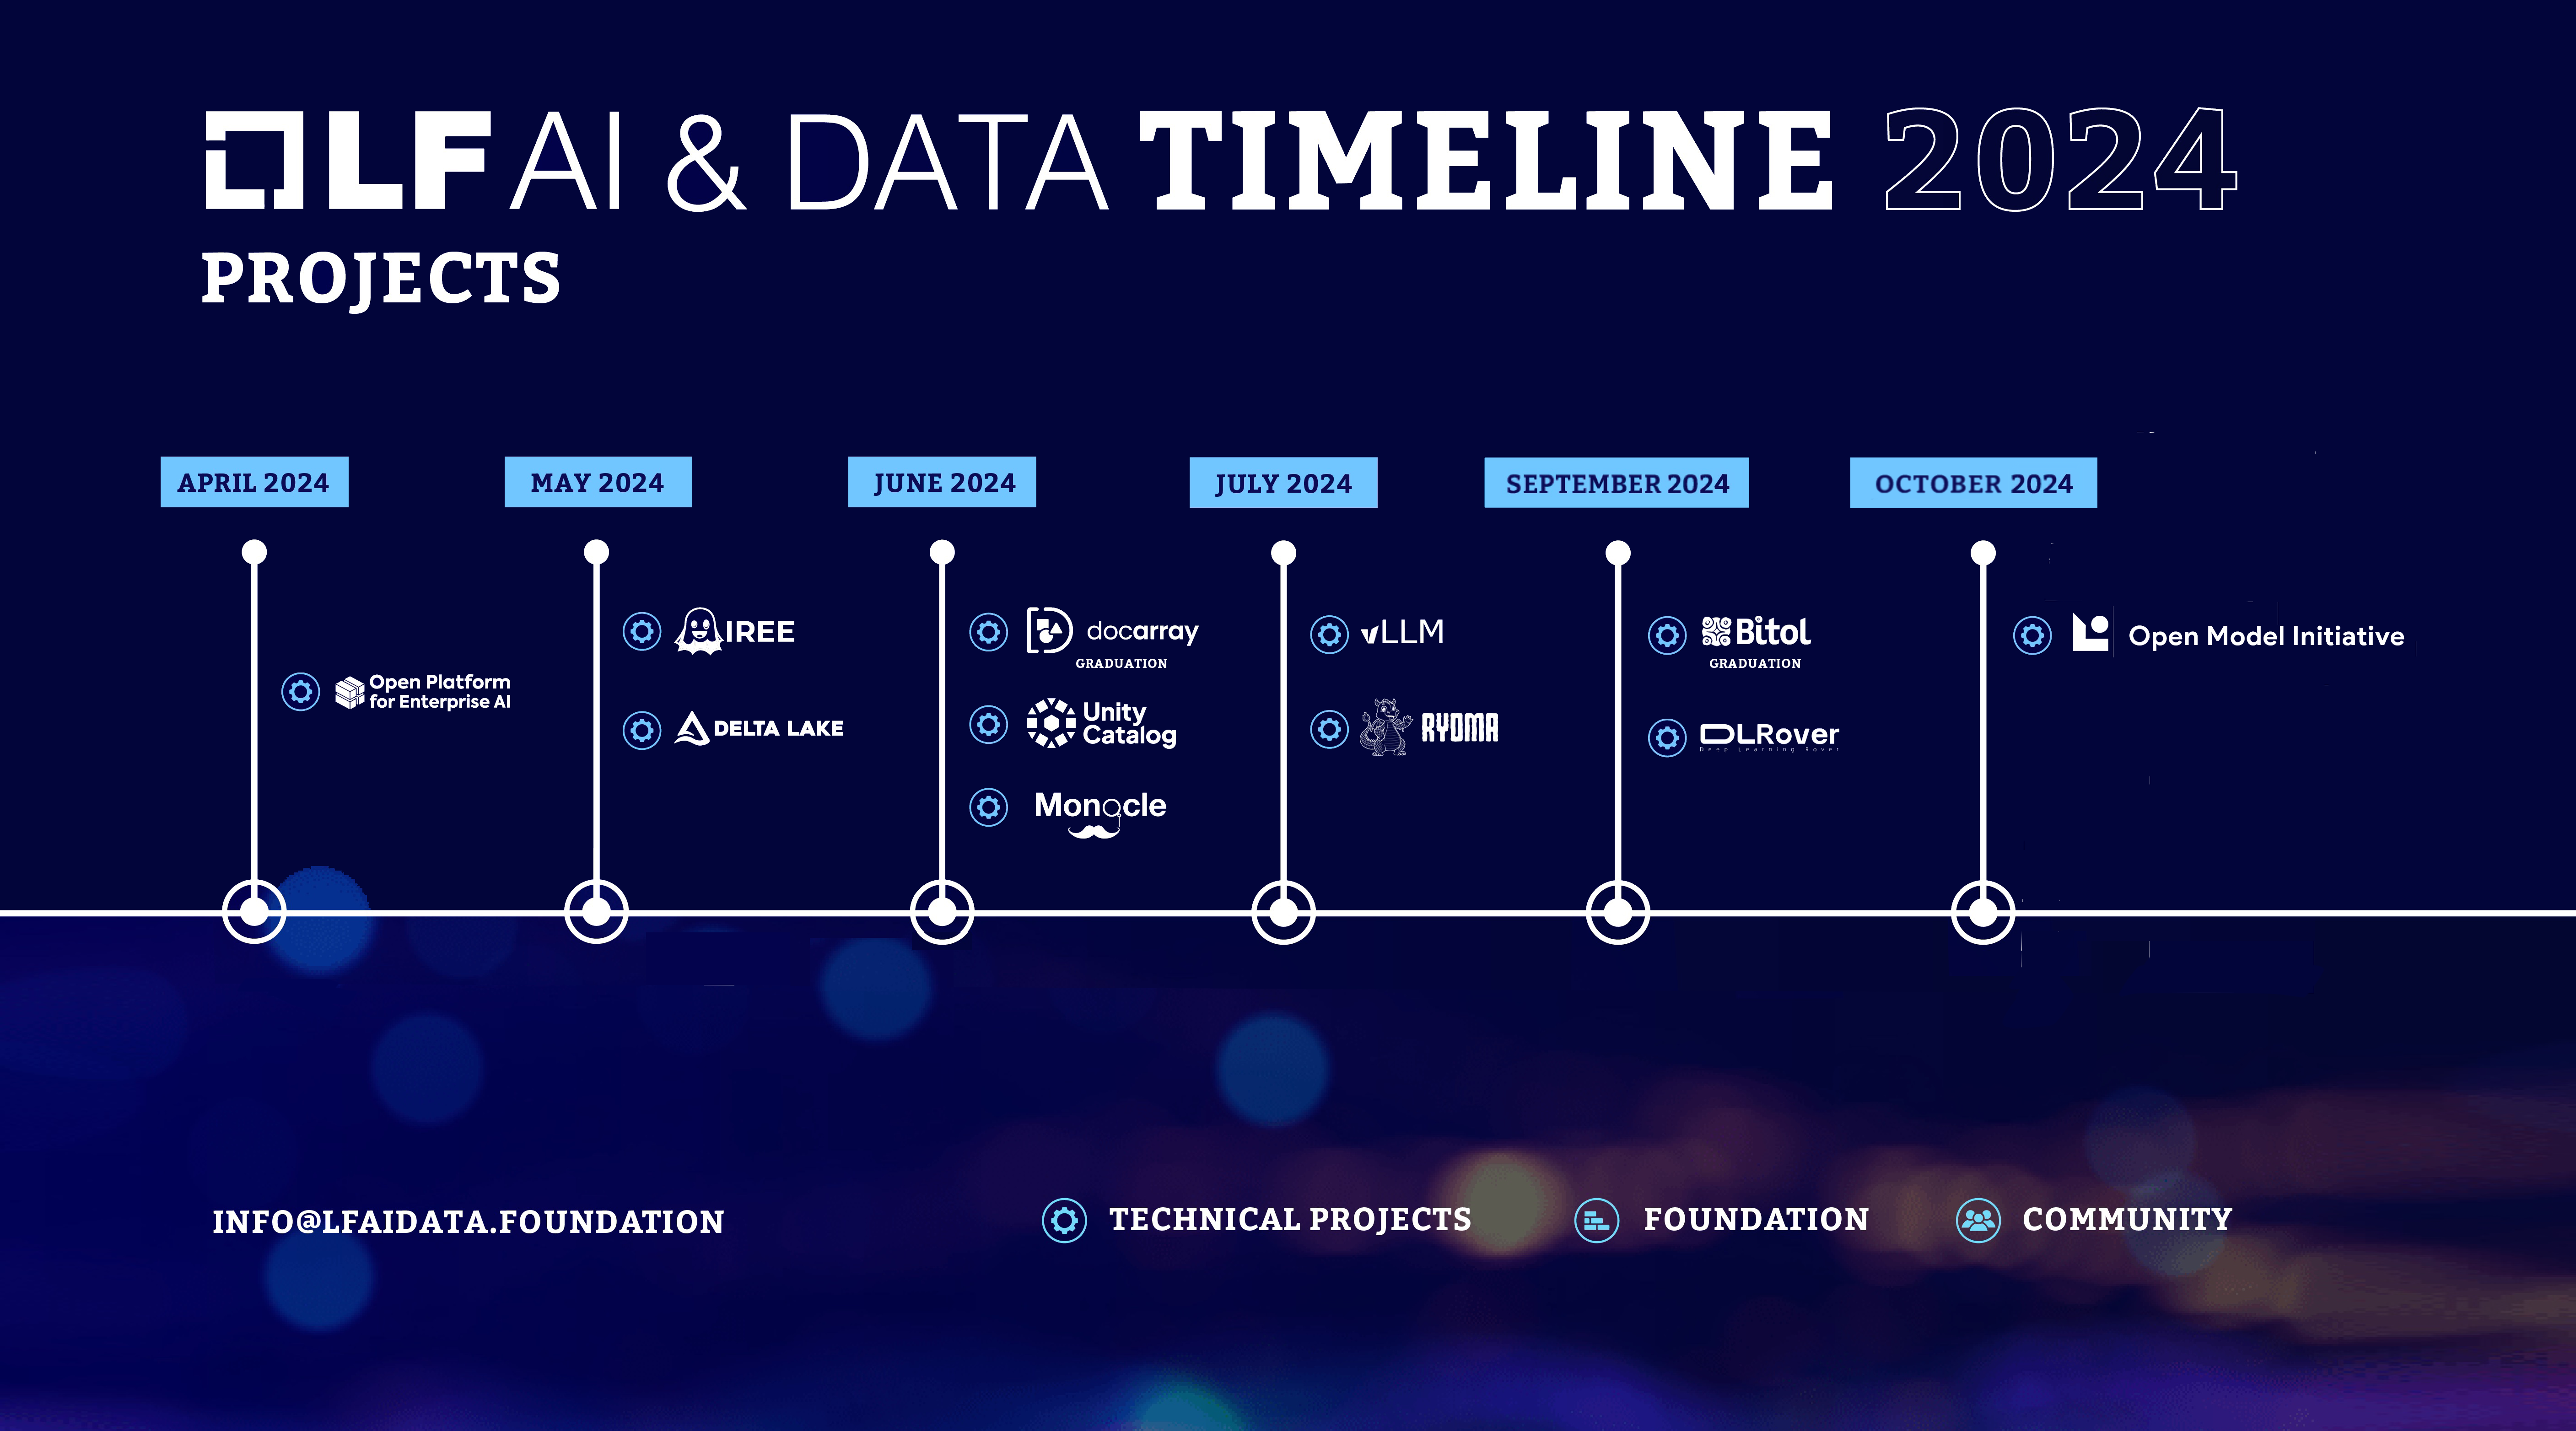 LF AI & DATA TIMELINE 2024
PROJECTS
APRIL 2024
Open Platform
for Enterprise AI
MAY 2024
IREE
DELTA LAKE
JUNE 2024
docarray
GRADUATION
Unity
Catalog
Monocle
JULY 2024
vLLM
RYOMA
SEPTEMBER 2024
Bitol
GRADUATION
DLRover
Deep Learning Rover
OCTOBER 2024
Open Model Initiative
INFO@LFAIDATA.FOUNDATION
TECHNICAL PROJECTS
FOUNDATION
COMMUNITY